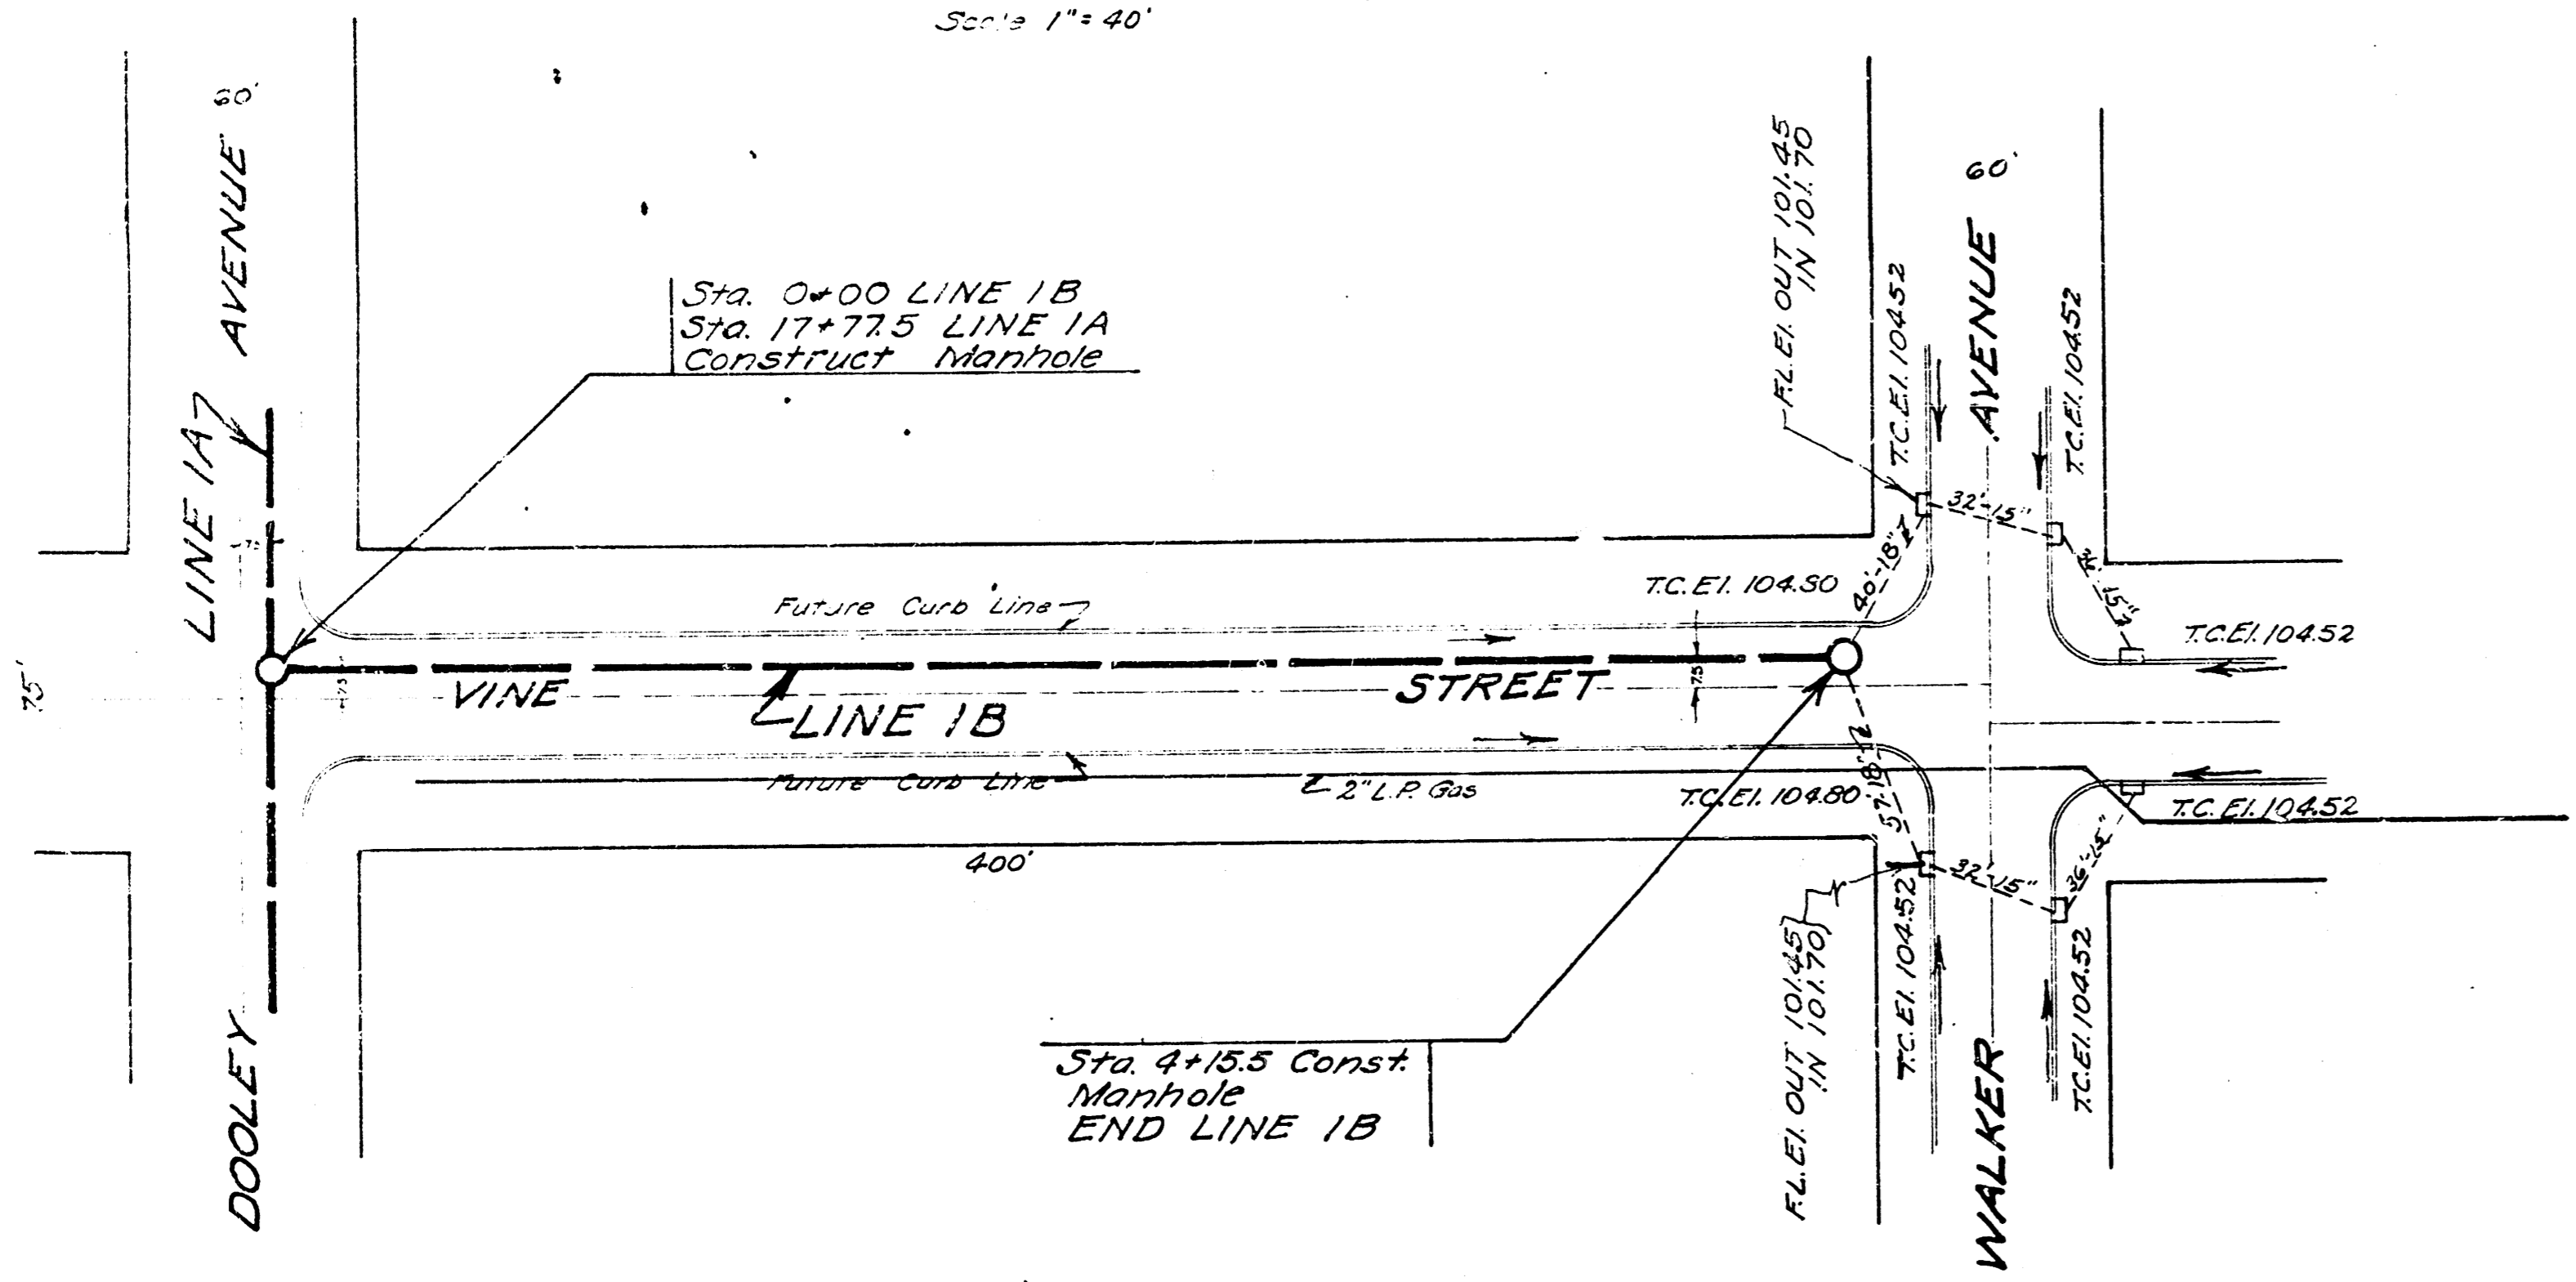 Scale 1"=40'
60'
AVENUE
LINE 1A
Sta. 0+00 LINE 1B
Sta. 17+77.5 LINE 1A
Construct Manhole
F.L.El. OUT 101.45
IN 101.70
T.C.El. 104.52
60'
AVENUE
T.C.El. 104.52
32'-15"
40'-18"
15"
T.C.El. 104.80
Future Curb Line
T.C.El. 104.52
75'
7.5
7.5
7.5
VINE
STREET
LINE 1B
Future Curb Line
2" L.P. Gas
T.C.El. 104.80
57'-18"
T.C.El. 104.52
400'
32'-15"
36'-15"
F.L.El. OUT 101.45
IN 101.70
T.C.El. 104.52
T.C.El. 104.52
DOOLEY
Sta. 4+15.5 Const.
Manhole
END LINE 1B
WALKER